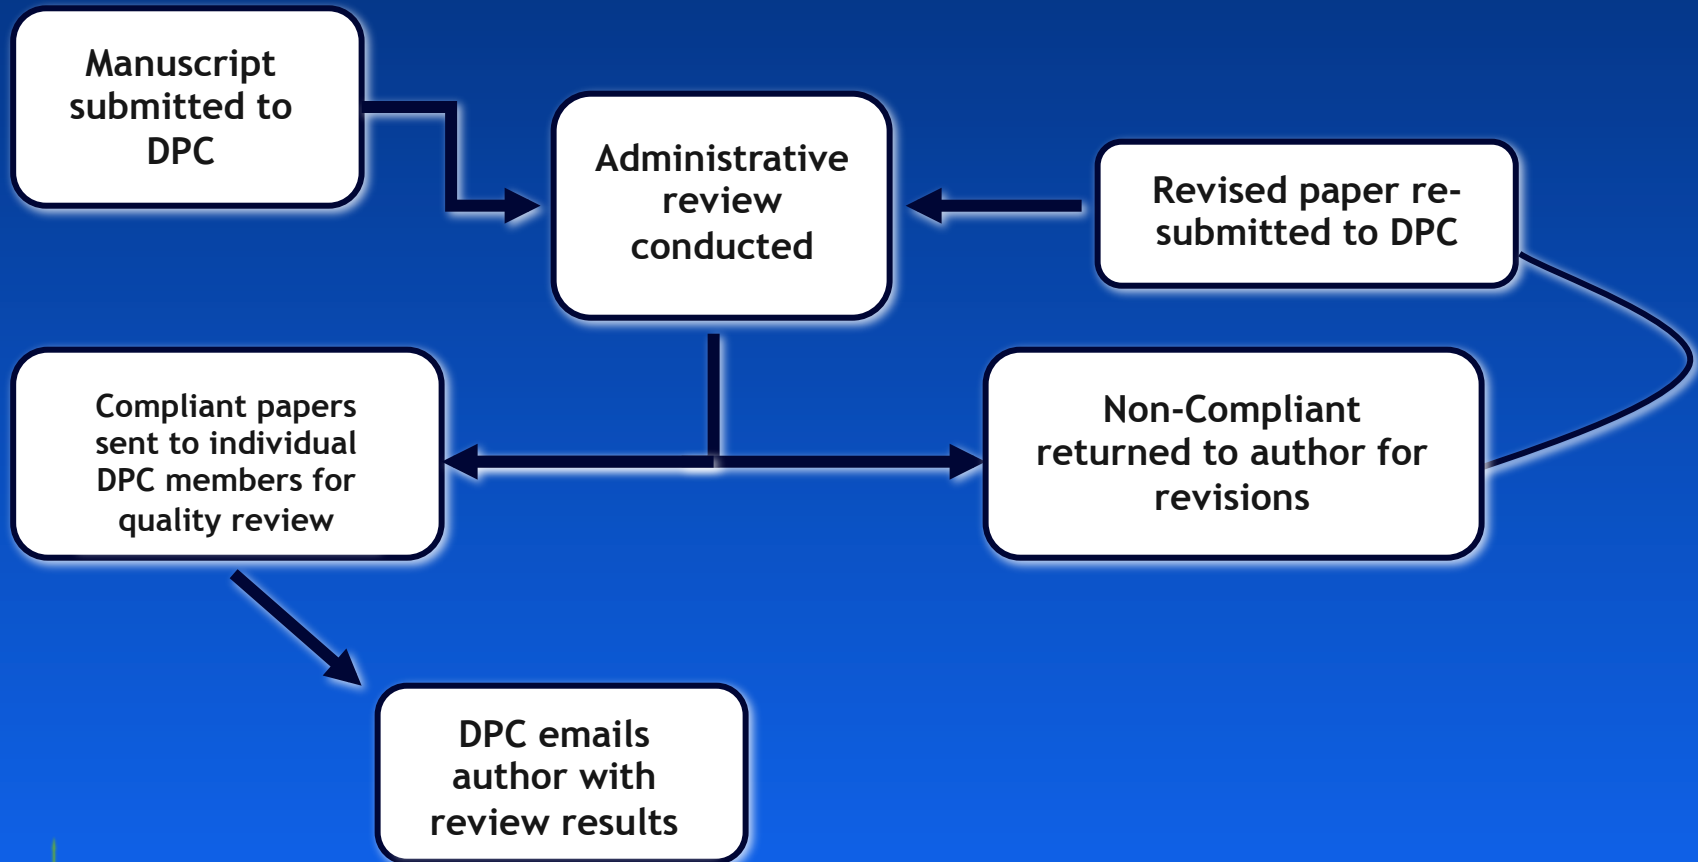 Manuscript
submitted to
DPC
Administrative
review
conducted
Revised paper re-
submitted to DPC
Compliant papers
sent to individual
DPC members for
quality review
Non-Compliant
returned to author for
revisions
DPC emails
author with
review results